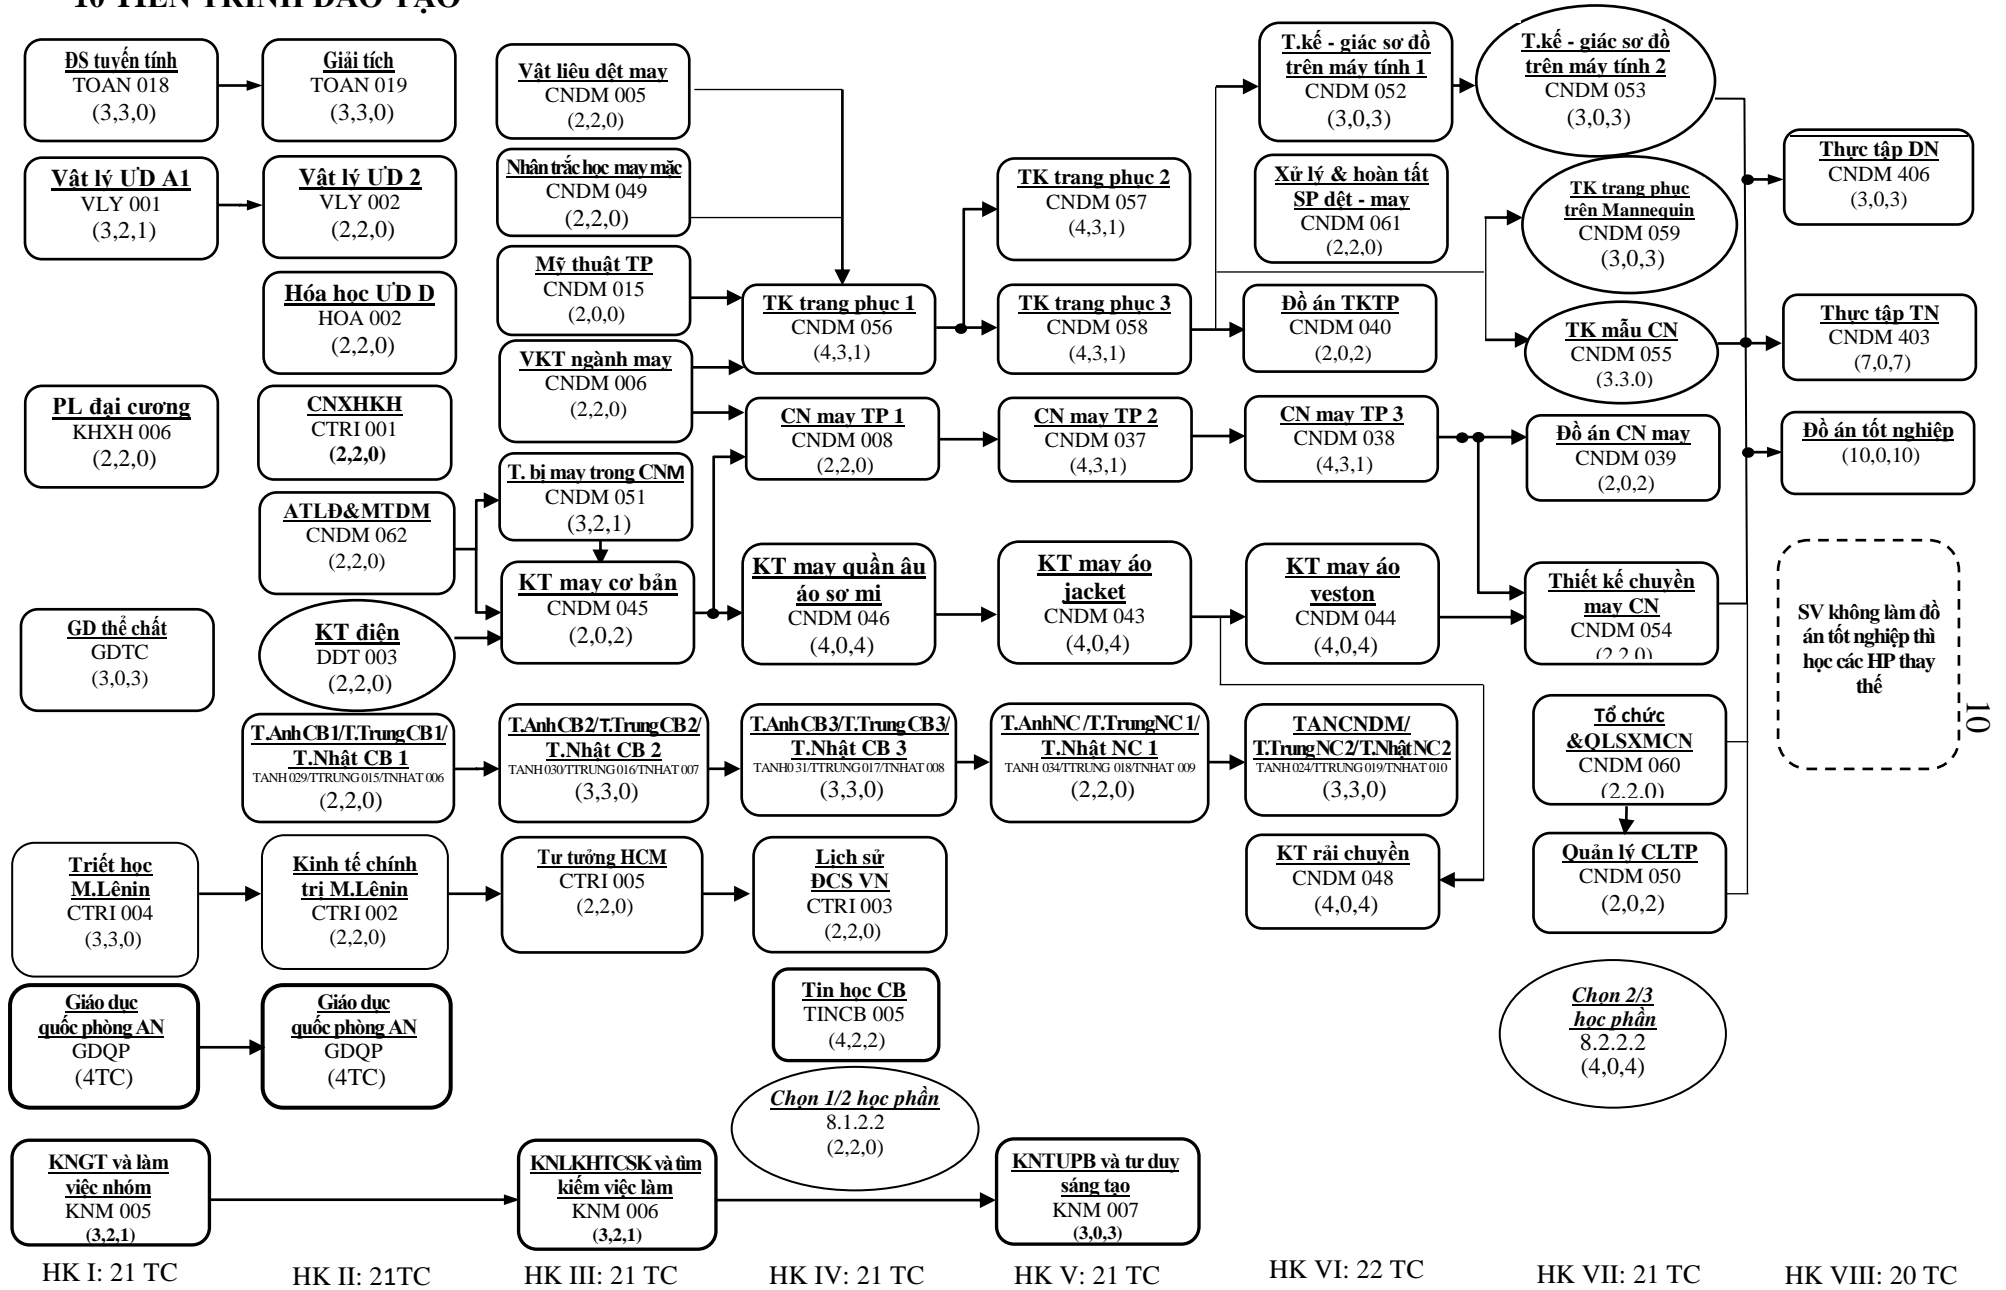 10 TIẾN TRÌNH ĐÀO TẠO
ĐS tuyến tính
TOAN 018
(3,3,0)
Vật lý ƯD A1
VLY 001
(3,2,1)
PL đại cương
KHXH 006
(2,2,0)
GD thể chất
GDTC
(3,0,3)
Triết học
M.Lênin
CTRI 004
(3,3,0)
Giáo dục
quốc phòng AN
GDQP
(4TC)
KNGT và làm
việc nhóm
KNM 005
(3,2,1)
HK I: 21 TC
Giải tích
TOAN 019
(3,3,0)
Vật lý ƯD 2
VLY 002
(2,2,0)
Hóa học ƯD D
HOA 002
(2,2,0)
CNXHKH
CTRI 001
(2,2,0)
ATLĐ&MTDM
CNDM 062
(2,2,0)
KT điện
DDT 003
(2,2,0)
T.Anh CB1/T.Trung CB1/
T.Nhật CB 1
TANH 029/TTRUNG 015/TNHAT 006
(2,2,0)
Kinh tế chính
trị M.Lênin
CTRI 002
(2,2,0)
Giáo dục
quốc phòng AN
GDQP
(4TC)
HK II: 21TC
Vật liêu dệt may
CNDM 005
(2,2,0)
Nhân trắc học may mặc
CNDM 049
(2,2,0)
Mỹ thuật TP
CNDM 015
(2,0,0)
VKT ngành may
CNDM 006
(2,2,0)
T. bị may trong CNM
CNDM 051
(3,2,1)
KT may cơ bản
CNDM 045
(2,0,2)
T.Anh CB2/T.Trung CB2/
T.Nhật CB 2
TANH 030/TTRUNG 016/TNHAT 007
(3,3,0)
Tư tưởng HCM
CTRI 005
(2,2,0)
KNLKHTCSK và tìm
kiếm việc làm
KNM 006
(3,2,1)
HK III: 21 TC
TK trang phục 1
CNDM 056
(4,3,1)
CN may TP 1
CNDM 008
(2,2,0)
KT may quần âu
áo sơ mi
CNDM 046
(4,0,4)
T.Anh CB3/T.Trung CB3/
T.Nhật CB 3
TANH0 31/TTRUNG 017/TNHAT 008
(3,3,0)
Lịch sử
ĐCS VN
CTRI 003
(2,2,0)
Tin học CB
TINCB 005
(4,2,2)
Chọn 1/2 học phần
8.1.2.2
(2,2,0)
HK IV: 21 TC
TK trang phục 2
CNDM 057
(4,3,1)
TK trang phục 3
CNDM 058
(4,3,1)
CN may TP 2
CNDM 037
(4,3,1)
KT may áo
jacket
CNDM 043
(4,0,4)
T.AnhNC /T.TrungNC 1/
T.Nhật NC 1
TANH 034/TTRUNG 018/TNHAT 009
(2,2,0)
KNTUPB và tư duy
sáng tạo
KNM 007
(3,0,3)
HK V: 21 TC
T.kế - giác sơ đồ
trên máy tính 1
CNDM 052
(3,0,3)
Xử lý & hoàn tất
SP dệt - may
CNDM 061
(2,2,0)
Đồ án TKTP
CNDM 040
(2,0,2)
CN may TP 3
CNDM 038
(4,3,1)
KT may áo
veston
CNDM 044
(4,0,4)
TANCNDM/
T.TrungNC2/T.NhậtNC2
TANH 024/TTRUNG 019/TNHAT 010
(3,3,0)
KT rải chuyền
CNDM 048
(4,0,4)
HK VI: 22 TC
T.kế - giác sơ đồ
trên máy tính 2
CNDM 053
(3,0,3)
TK trang phục
trên Mannequin
CNDM 059
(3,0,3)
TK mẫu CN
CNDM 055
(3.3.0)
Đồ án CN may
CNDM 039
(2,0,2)
Thiết kế chuyền
may CN
CNDM 054
(2,2,0)
Tổ chức
&QLSXMCN
CNDM 060
(2,2,0)
Quản lý CLTP
CNDM 050
(2,0,2)
Chọn 2/3
học phần
8.2.2.2
(4,0,4)
HK VII: 21 TC
Thực tập DN
CNDM 406
(3,0,3)
Thực tập TN
CNDM 403
(7,0,7)
Đồ án tốt nghiệp
(10,0,10)
SV không làm đồ
án tốt nghiệp thì
học các HP thay
thế
HK VIII: 20 TC
10